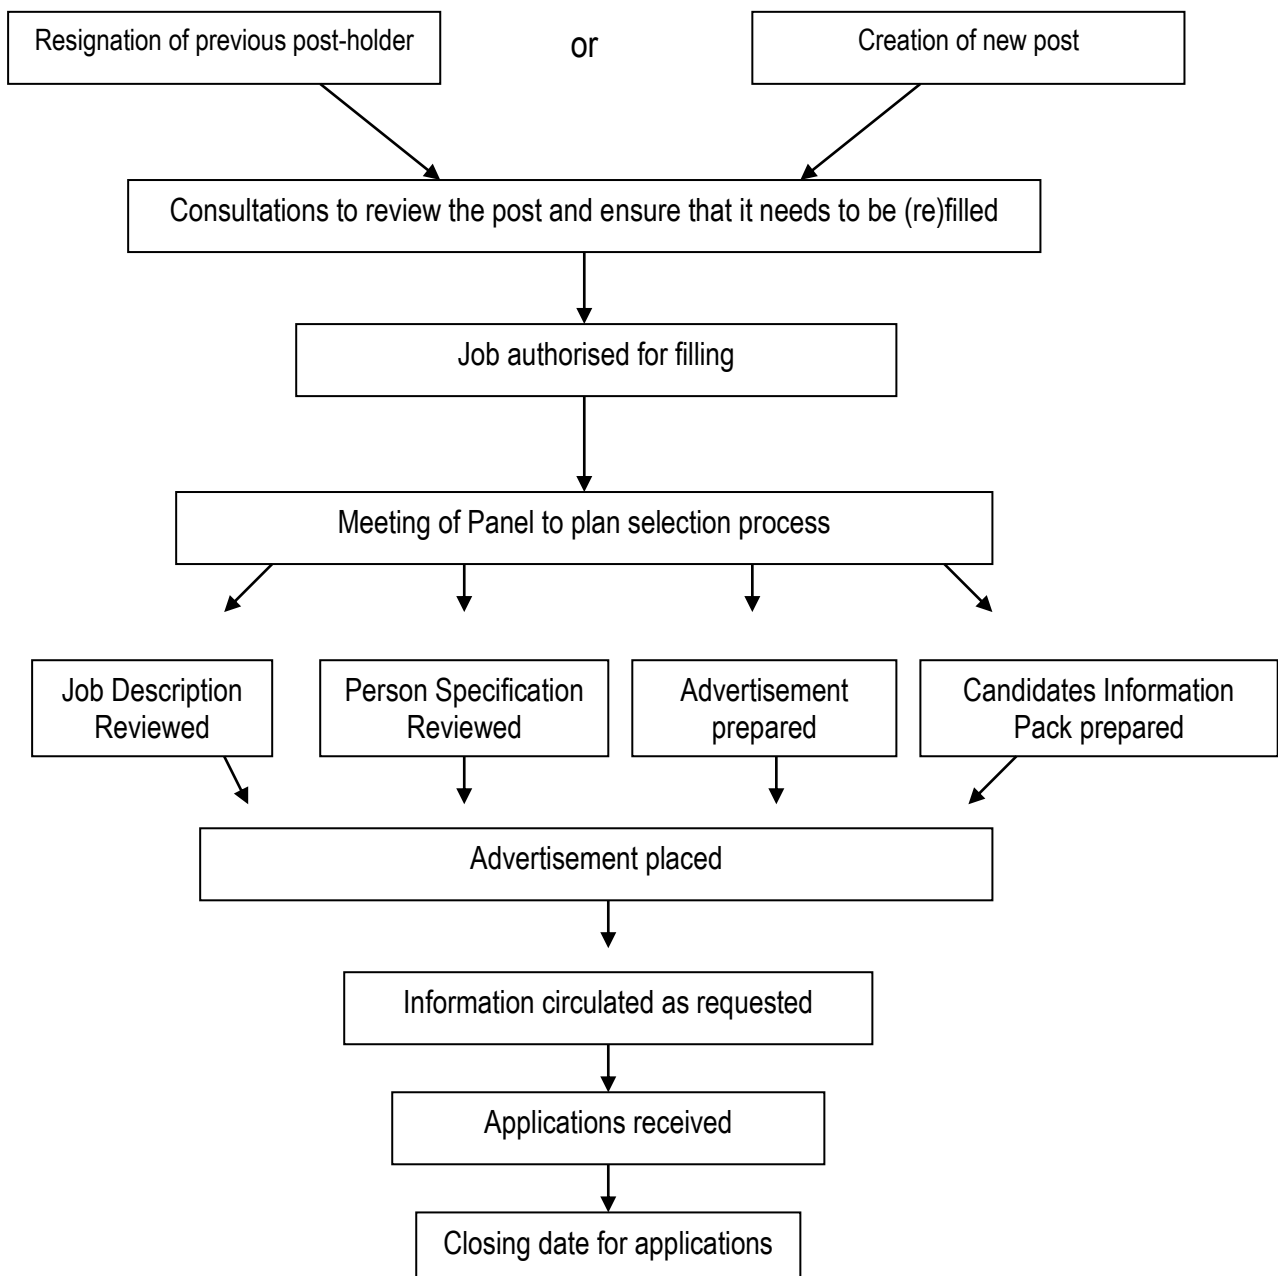 Resignation of previous post-holder
or
Creation of new post
Consultations to review the post and ensure that it needs to be (re)filled
Job authorised for filling
Meeting of Panel to plan selection process
Job Description
Reviewed
Person Specification
Reviewed
Advertisement
prepared
Candidates Information
Pack prepared
Advertisement placed
Information circulated as requested
Applications received
Closing date for applications